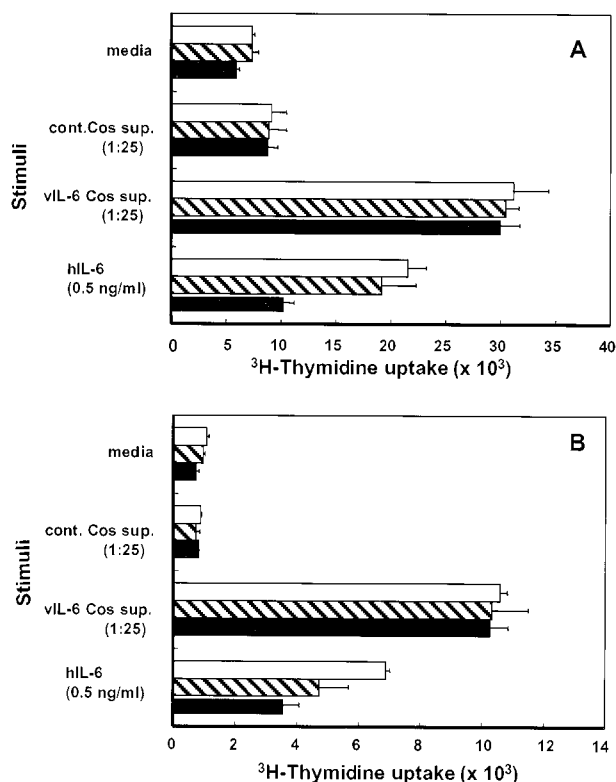 A
Stimuli
media
cont.Cos sup.
(1:25)
vIL-6 Cos sup.
(1:25)
hIL-6
(0.5 ng/ml)
0 5 10 15 20 25 30 35 40
³H-Thymidine uptake (x 10³)
B
Stimuli
media
cont. Cos sup.
(1:25)
vIL-6 Cos sup.
(1:25)
hIL-6
(0.5 ng/ml)
0 2 4 6 8 10 12 14
³H-Thymidine uptake (x 10³)